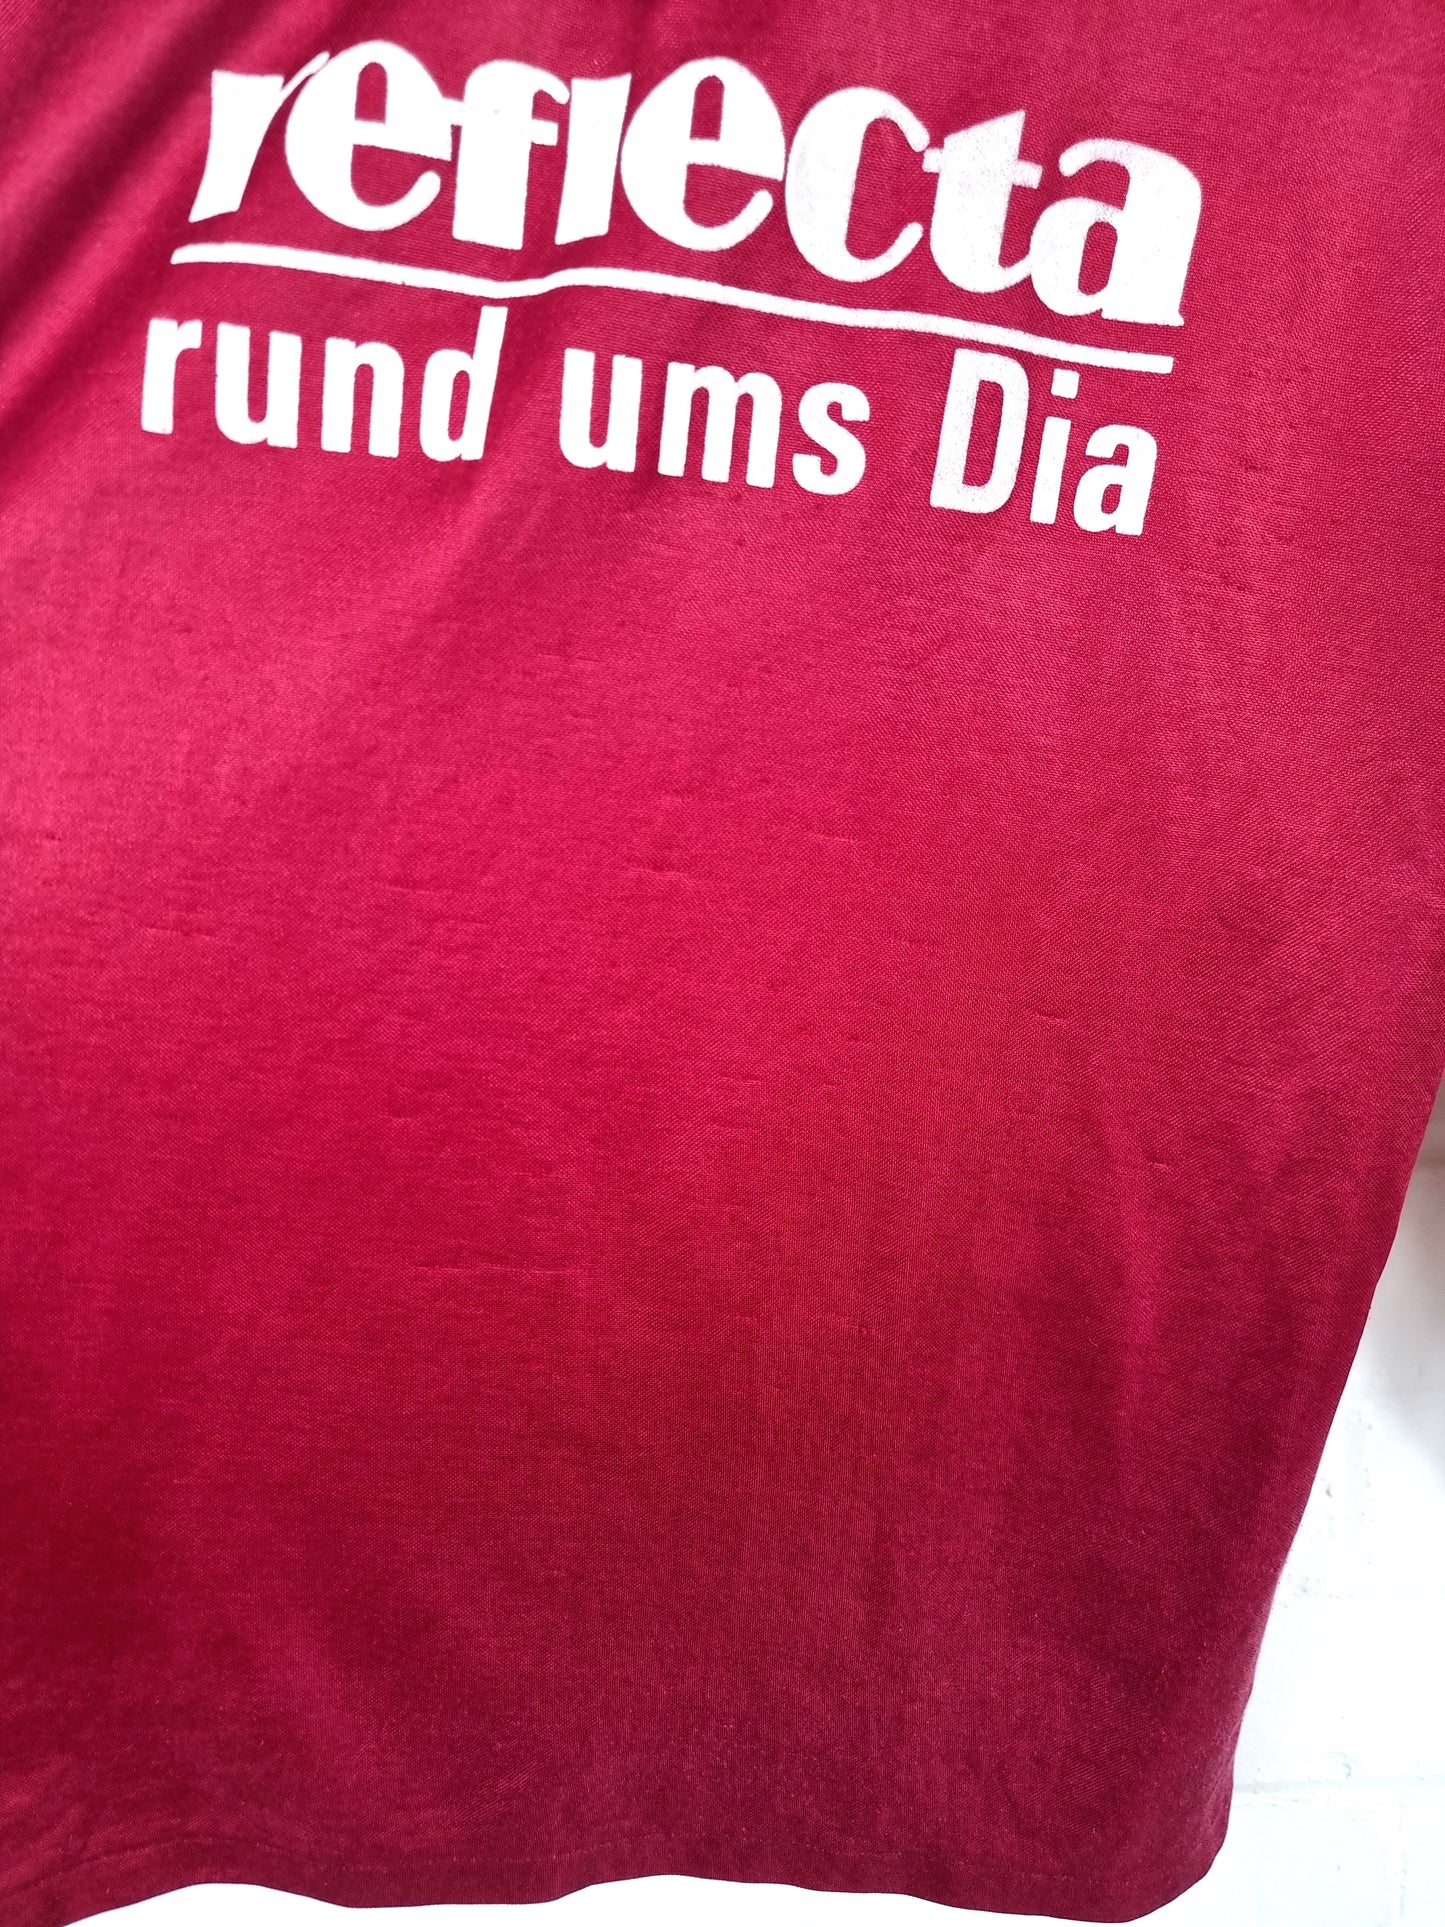 reflecta
rund ums Dia